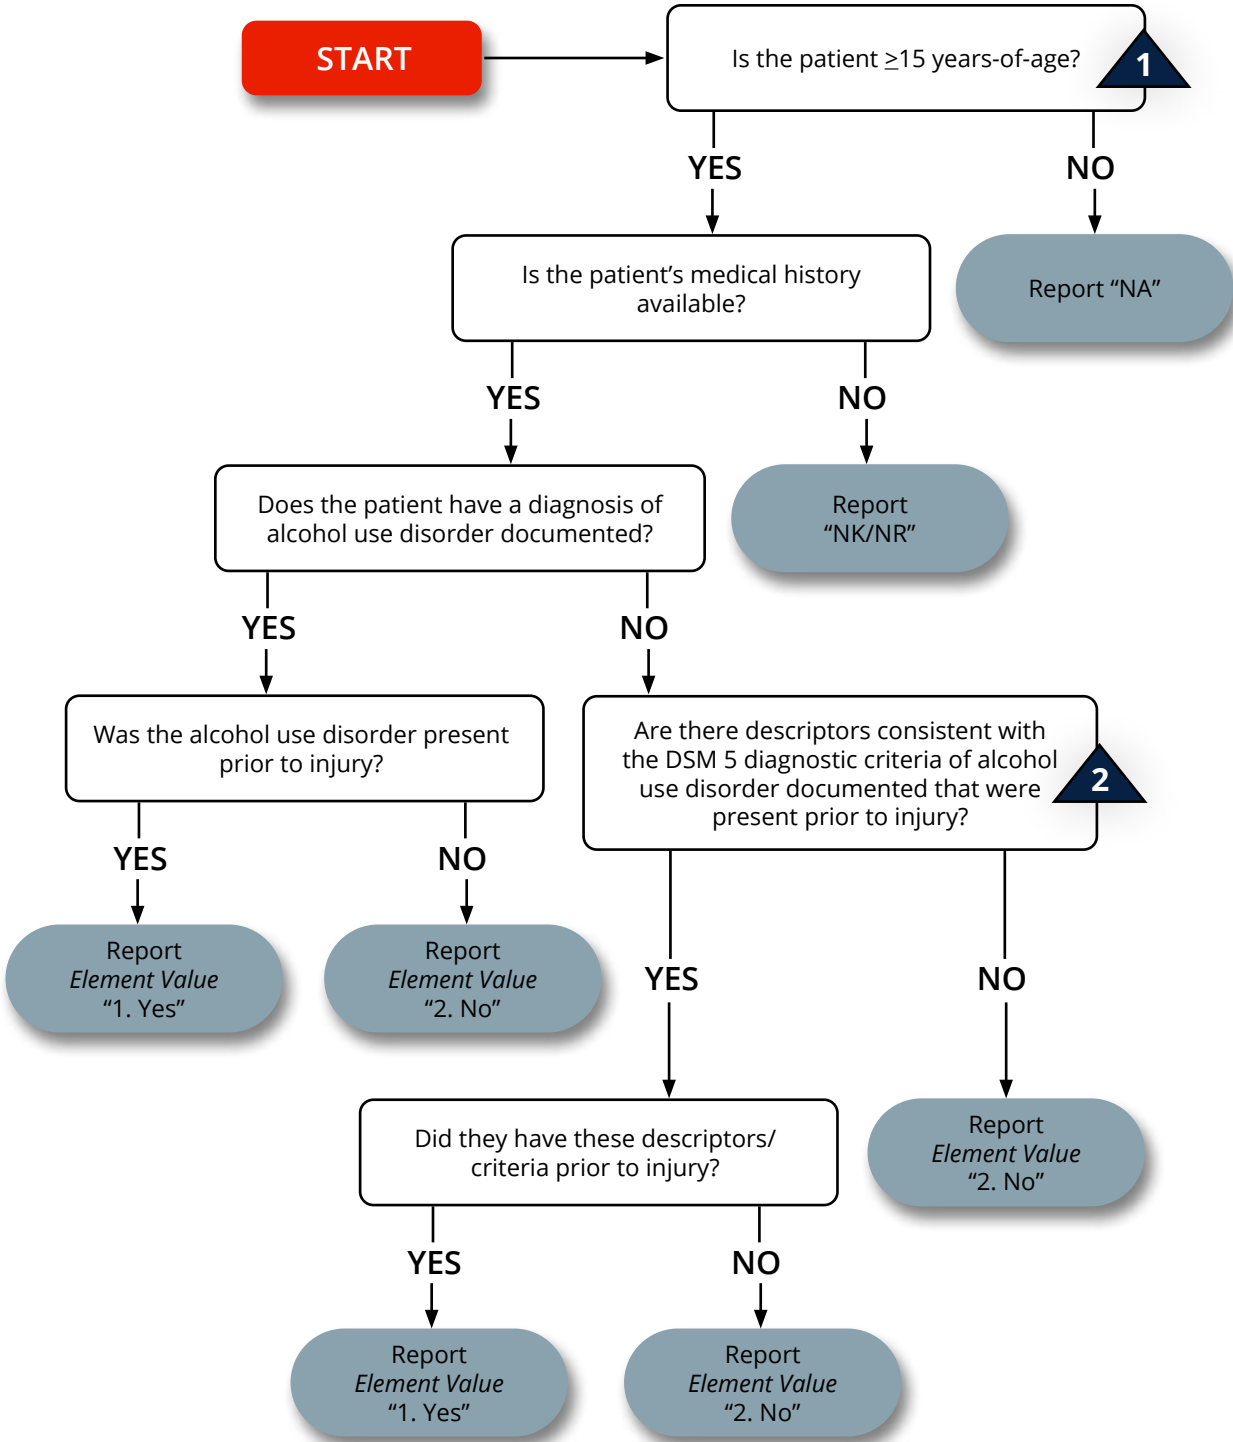 START
Is the patient ≥15 years-of-age?
1
YES
NO
Is the patient’s medical history
available?
Report “NA”
YES
NO
Does the patient have a diagnosis of
alcohol use disorder documented?
Report
“NK/NR”
YES
NO
Was the alcohol use disorder present
prior to injury?
Are there descriptors consistent with
the DSM 5 diagnostic criteria of alcohol
use disorder documented that were
present prior to injury?
2
YES
NO
Report
Element Value
“1. Yes”
Report
Element Value
“2. No”
YES
NO
Did they have these descriptors/
criteria prior to injury?
Report
Element Value
“2. No”
YES
NO
Report
Element Value
“1. Yes”
Report
Element Value
“2. No”